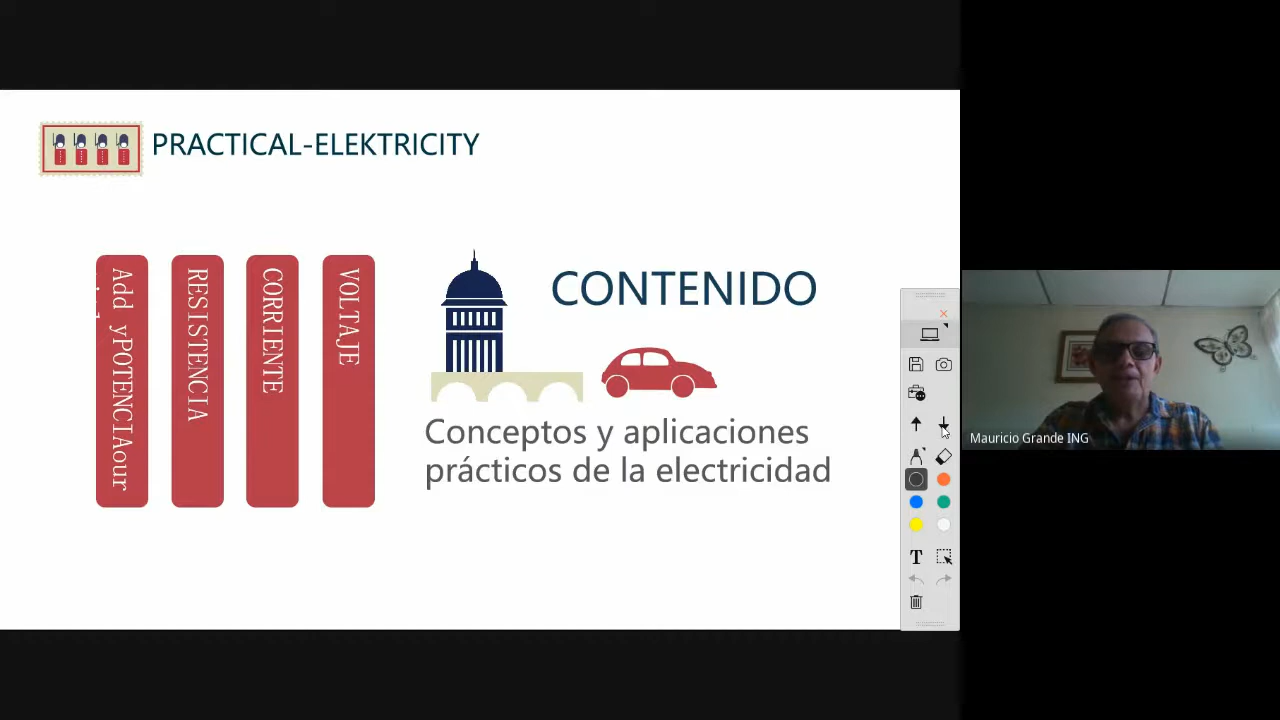 PRACTICAL-ELEKTRICITY
Add yPOTENCIAour
RESISTENCIA
CORRIENTE
VOLTAJE
CONTENIDO
Conceptos y aplicaciones
prácticos de la electricidad
T
Mauricio Grande ING